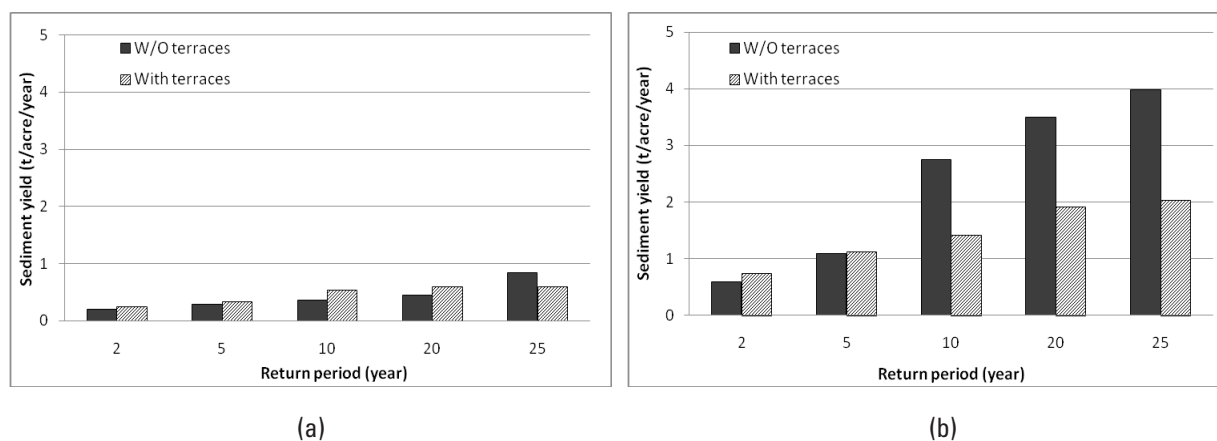 5
4
3
2
1
0
Sediment yield (t/acre/year)
W/O terraces
With terraces
2 5 10 20 25
Return period (year)
(a)
5
4
3
2
1
0
Sediment yield (t/acre/year)
W/O terraces
With terraces
2 5 10 20 25
Return period (year)
(b)